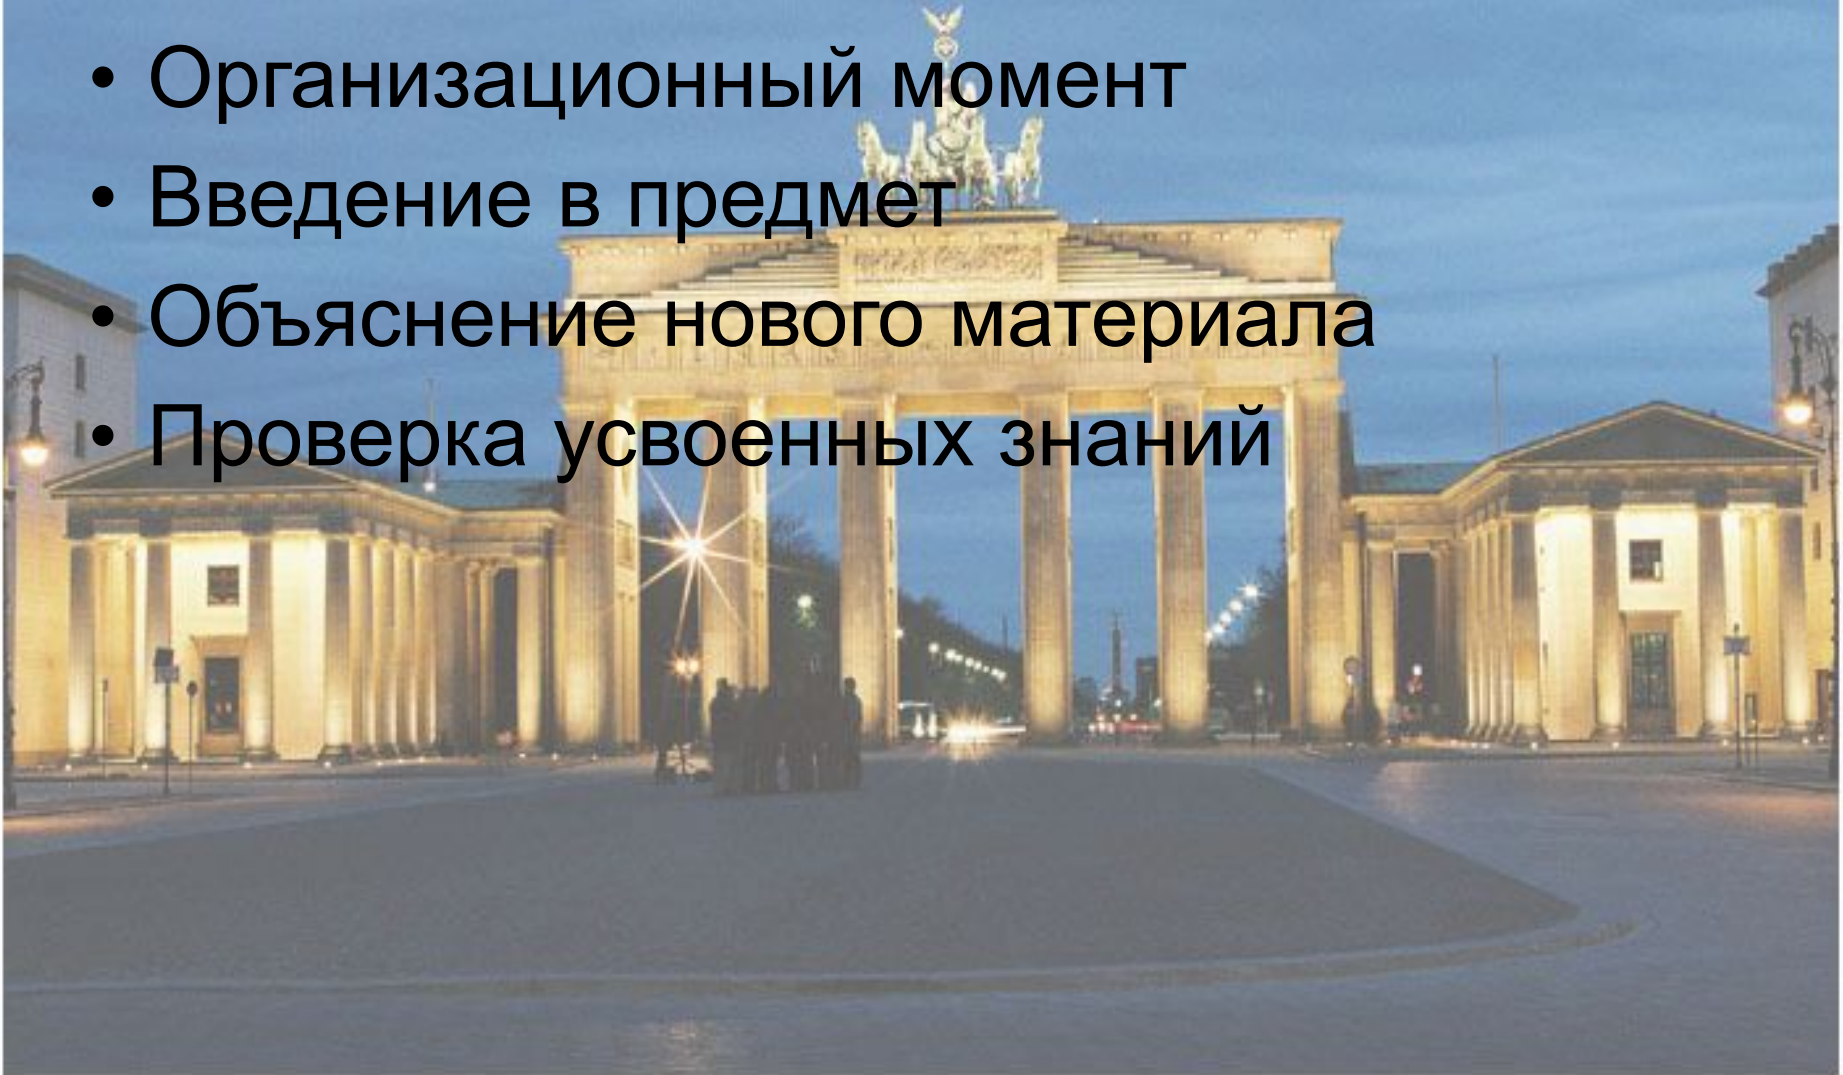 • Организационный момент
• Введение в предмет
• Объяснение нового материала
• Проверка усвоенных знаний